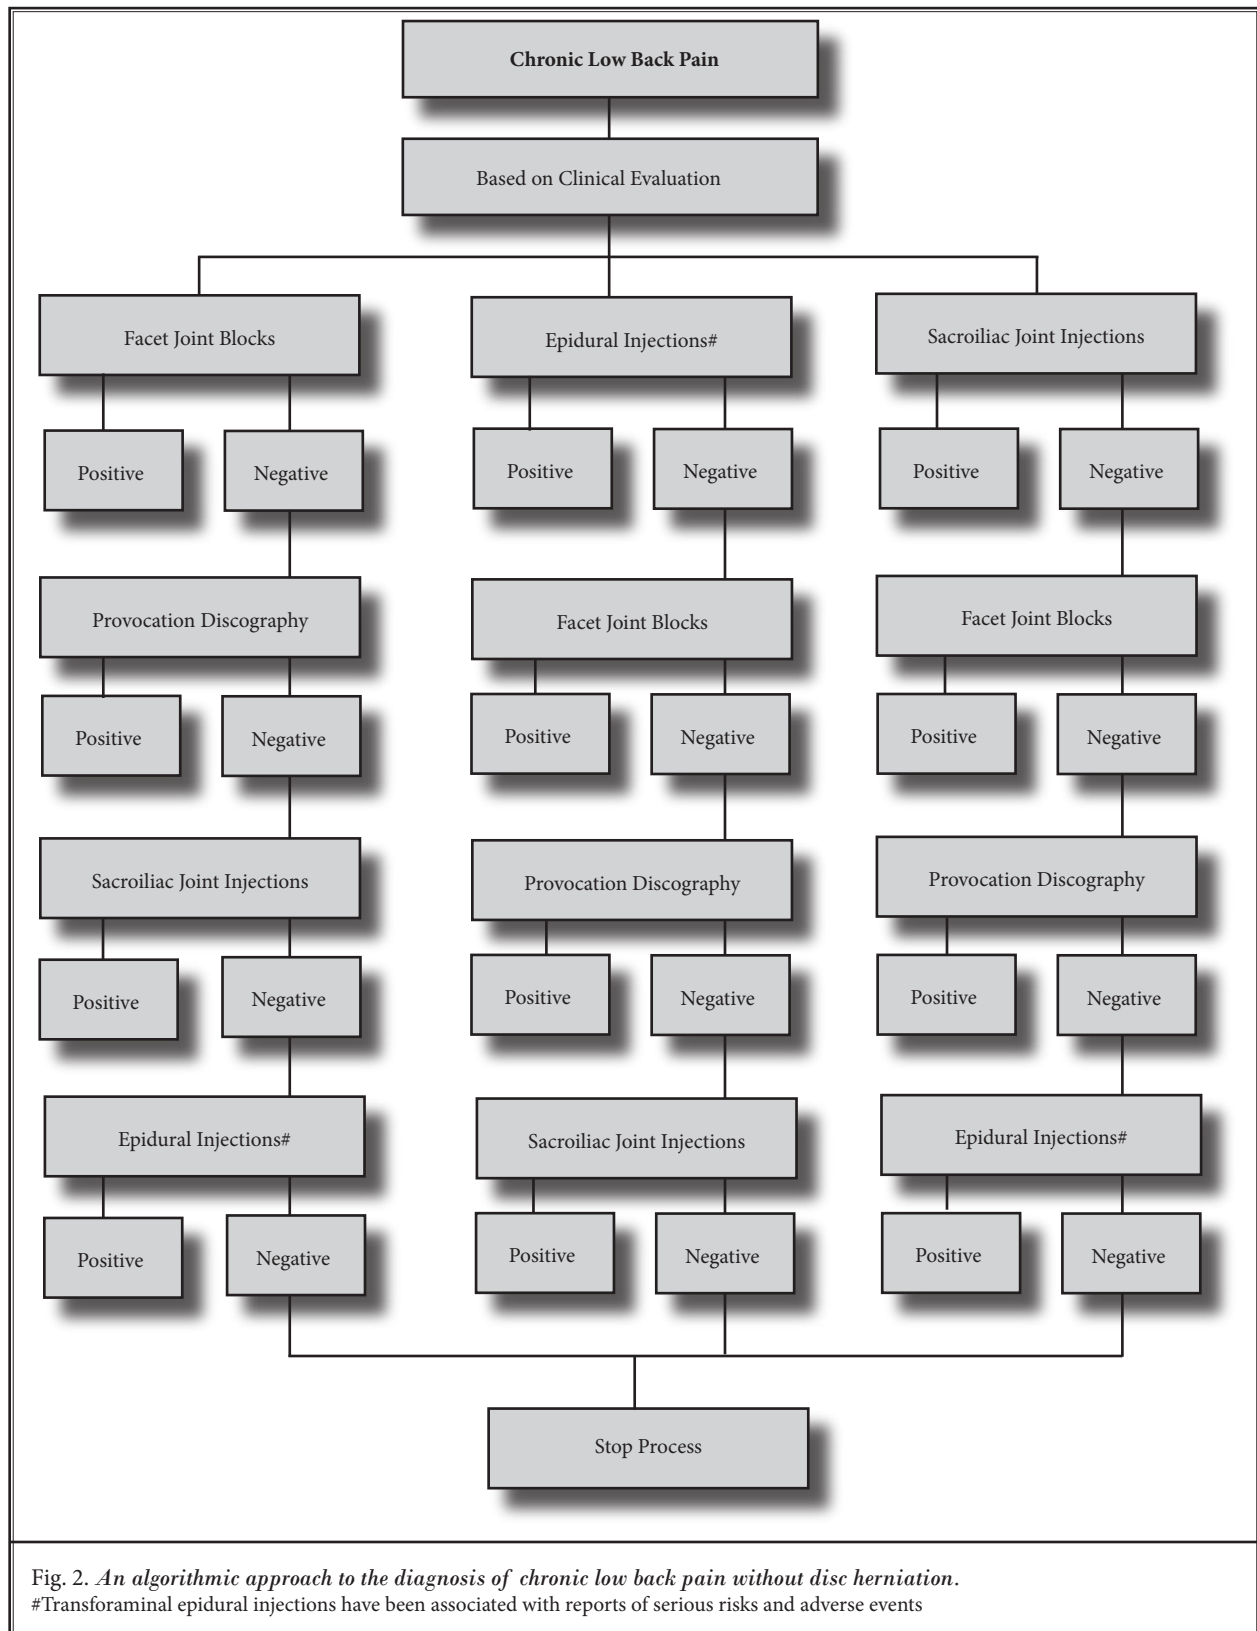 Chronic Low Back Pain
Based on Clinical Evaluation
Facet Joint Blocks
Epidural Injections#
Sacroiliac Joint Injections
Positive
Negative
Positive
Negative
Positive
Negative
Provocation Discography
Facet Joint Blocks
Facet Joint Blocks
Positive
Negative
Positive
Negative
Positive
Negative
Sacroiliac Joint Injections
Provocation Discography
Provocation Discography
Positive
Negative
Positive
Negative
Positive
Negative
Epidural Injections#
Sacroiliac Joint Injections
Epidural Injections#
Positive
Negative
Positive
Negative
Positive
Negative
Stop Process
Fig. 2. An algorithmic approach to the diagnosis of chronic low back pain without disc herniation.
#Transforaminal epidural injections have been associated with reports of serious risks and adverse events